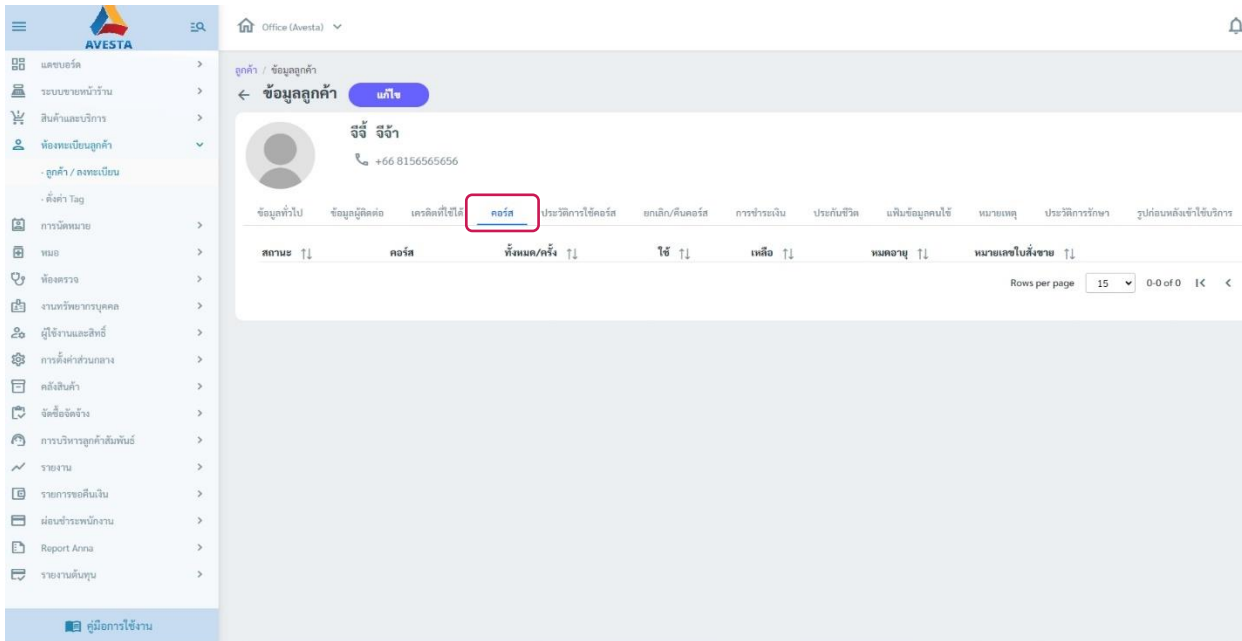 AVESTA
Office (Avesta)
แดชบอร์ด
ระบบขายหน้าร้าน
สินค้าและบริการ
ห้องทะเบียนลูกค้า
- ลูกค้า / ลงทะเบียน
- ตั้งค่า Tag
การนัดหมาย
หมอ
ห้องตรวจ
งานทรัพยากรบุคคล
ผู้ใช้งานและสิทธิ์
การตั้งค่าส่วนกลาง
คลังสินค้า
จัดซื้อจัดจ้าง
การบริหารลูกค้าสัมพันธ์
รายงาน
รายการขอคืนเงิน
ผ่อนชำระพนักงาน
Report Anna
รายงานต้นทุน
คู่มือการใช้งาน
ลูกค้า / ข้อมูลลูกค้า
ข้อมูลลูกค้า แก้ไข
จีจี้ จีจ้า
+66 8156565656
ข้อมูลทั่วไป ข้อมูลผู้ติดต่อ เครดิตที่ใช้ได้ คอร์ส ประวัติการใช้คอร์ส ยกเลิก/คืนคอร์ส การชำระเงิน ประกันชีวิต แฟ้มข้อมูลคนไข้ หมายเหตุ ประวัติการรักษา รูปก่อนหลังเข้าใช้บริการ
สถานะ คอร์ส ทั้งหมด/ครั้ง ใช้ เหลือ หมดอายุ หมายเลขใบสั่งขาย
Rows per page 15 0-0 of 0